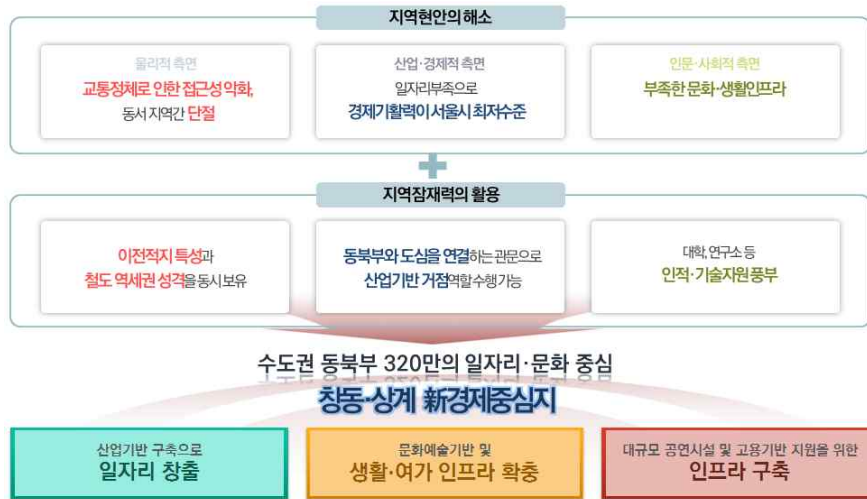 지역현안의 해소
물리적 측면
교통정체로 인한 접근성 악화,
동서 지역간 단절
산업·경제적 측면
일자리부족으로
경제기활력이 서울시 최저수준
인문·사회적 측면
부족한 문화·생활인프라
지역잠재력의 활용
이전적지 특성과
철도 역세권 성격을 동시 보유
동북부와 도심을 연결하는 관문으로
산업기반 거점역할 수행 가능
대학, 연구소 등
인적·기술자원 풍부
수도권 동북부 320만의 일자리·문화 중심
창동·상계 新경제중심지
산업기반 구축으로
일자리 창출
문화예술기반 및
생활·여가 인프라 확충
대규모 공연시설 및 고용기반 지원을 위한
인프라 구축